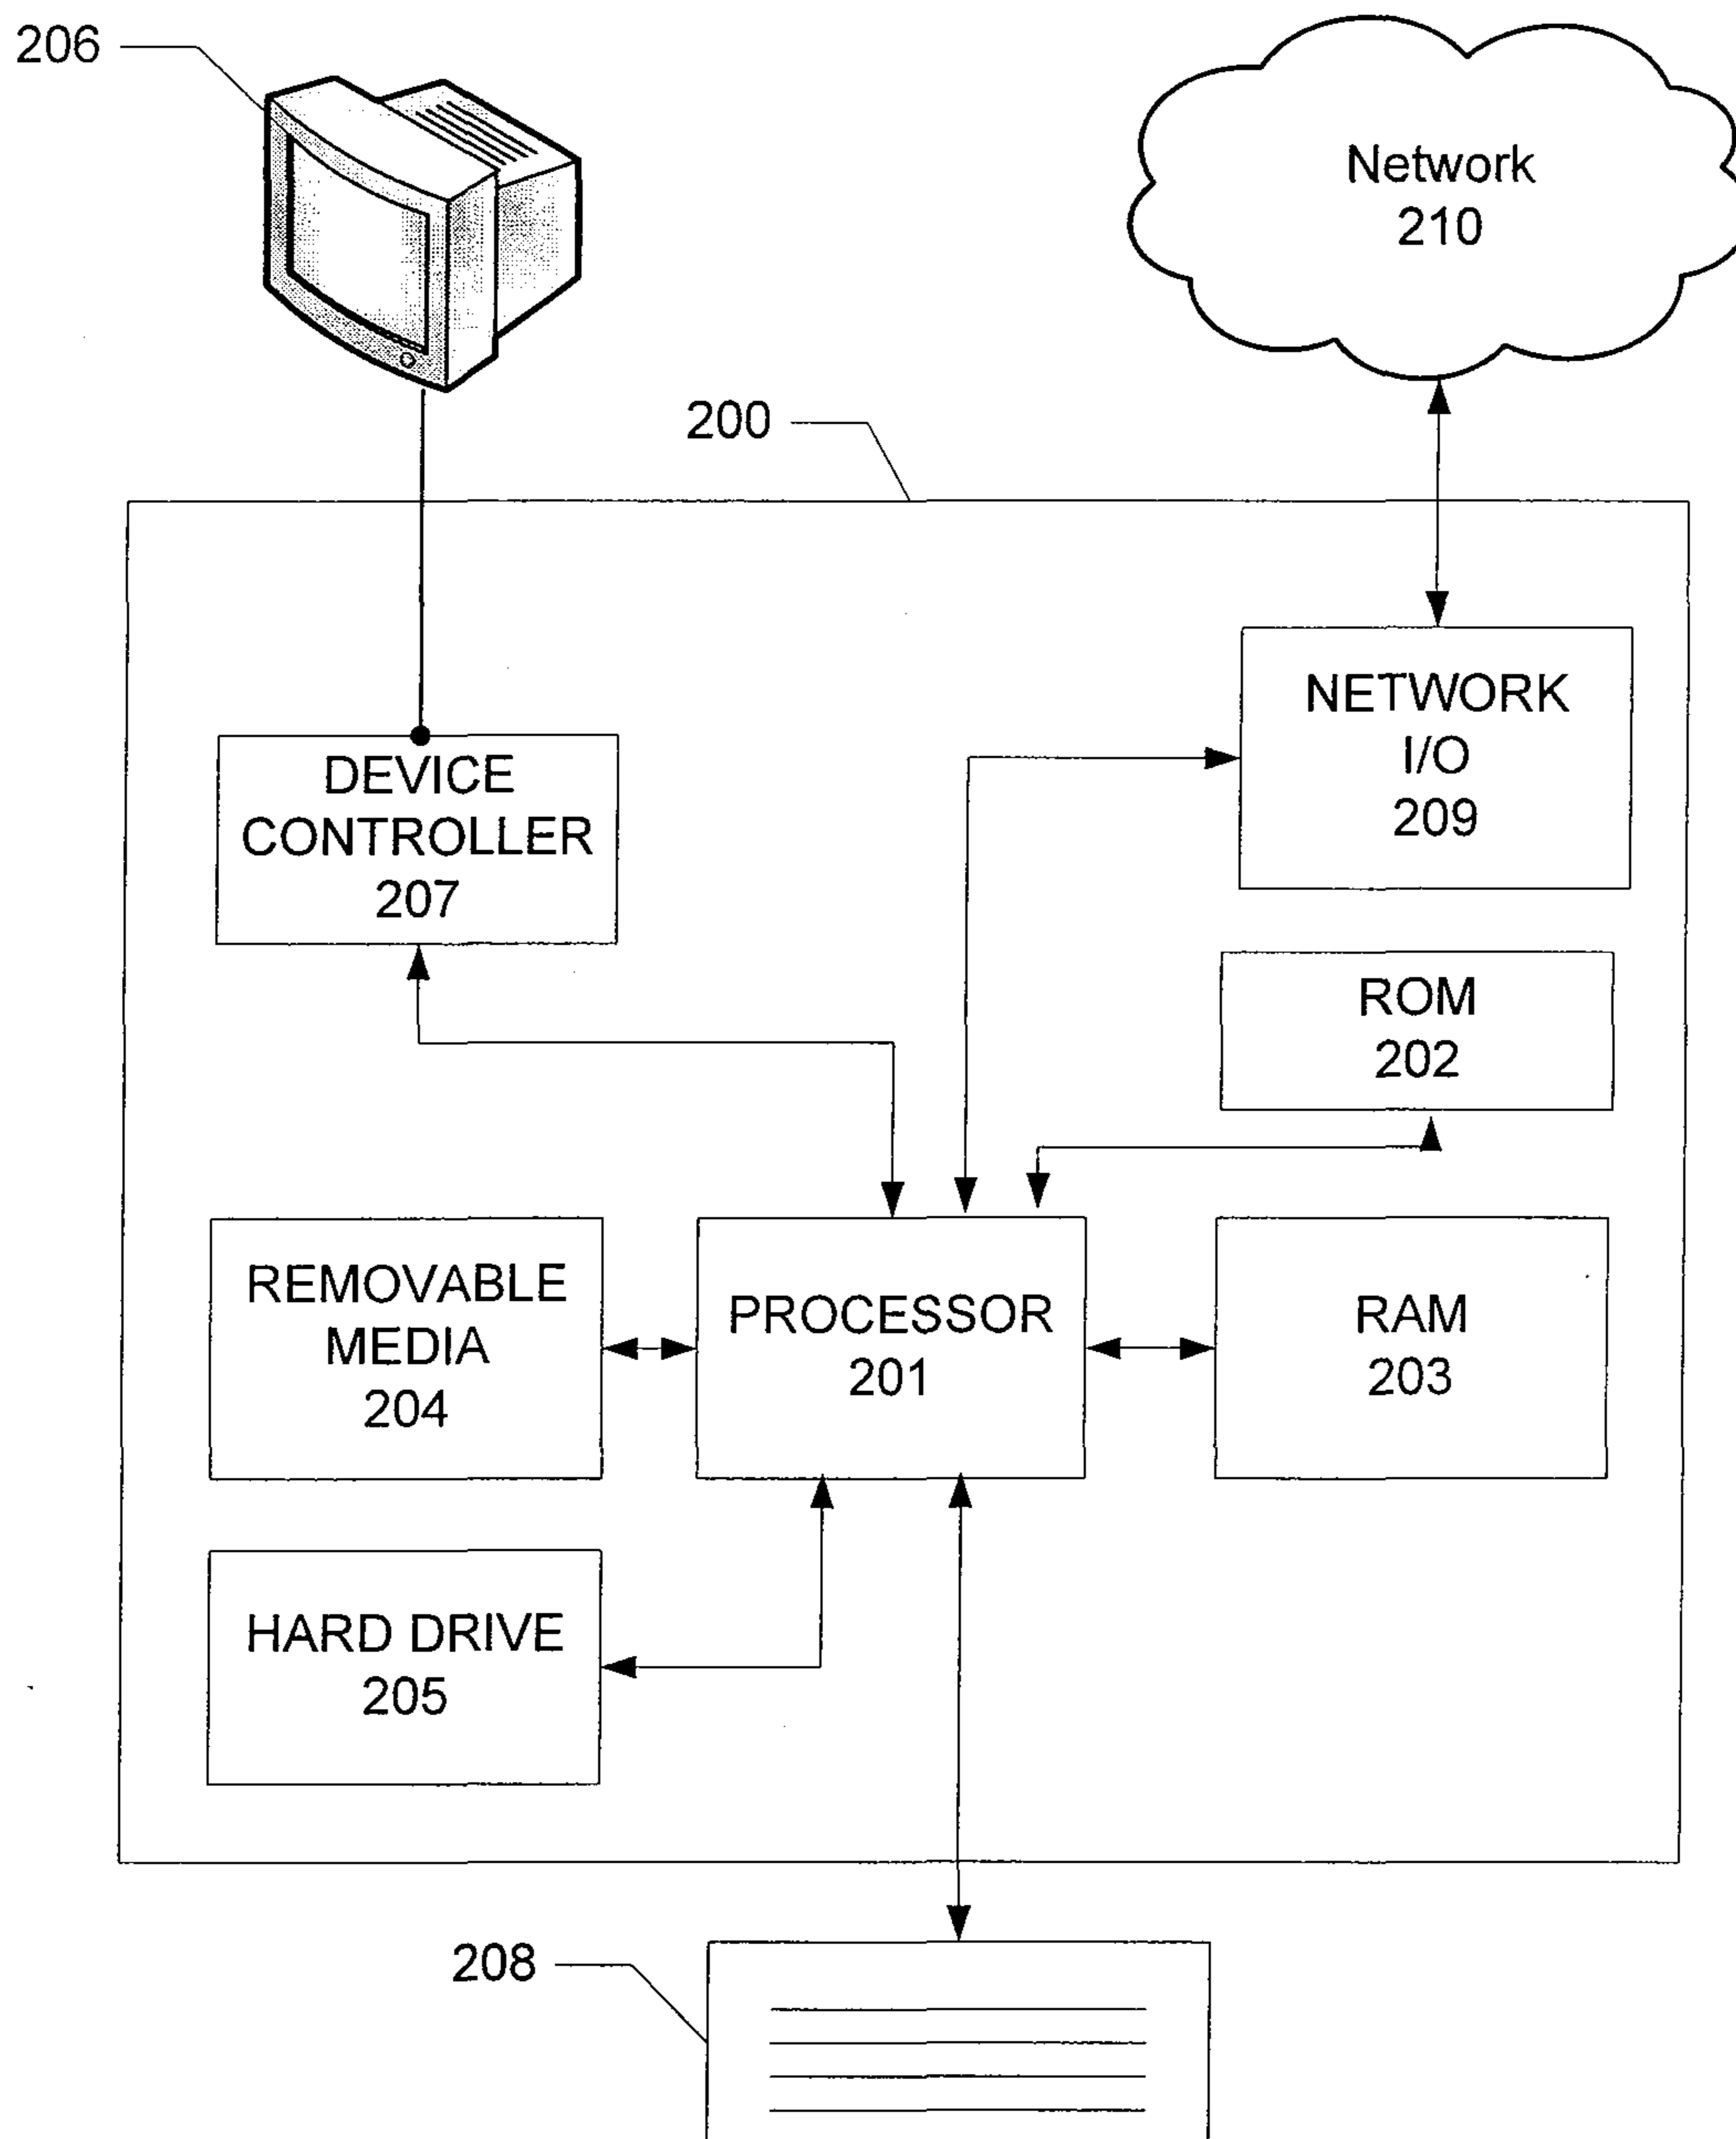 206
Network
210
200
NETWORK
I/O
209
DEVICE
CONTROLLER
207
ROM
202
REMOVABLE
MEDIA
204
PROCESSOR
201
RAM
203
HARD DRIVE
205
208